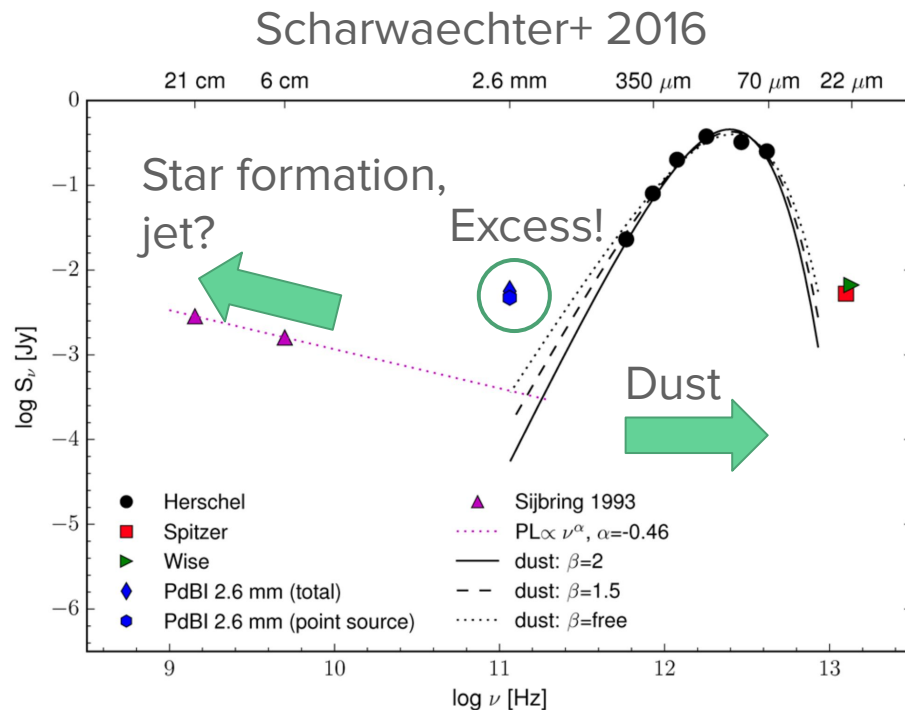 Scharwaechter+ 2016
21 cm 6 cm 2.6 mm 350 μm 70 μm 22 μm
0
−1
−2
−3
−4
−5
−6
log S_ν [Jy]
Star formation,
jet?
Excess!
Dust
Herschel
Spitzer
Wise
PdBI 2.6 mm (total)
PdBI 2.6 mm (point source)
Sijbring 1993
PL∝ ν^α, α=-0.46
dust: β=2
dust: β=1.5
dust: β=free
9 10 11 12 13
log ν [Hz]